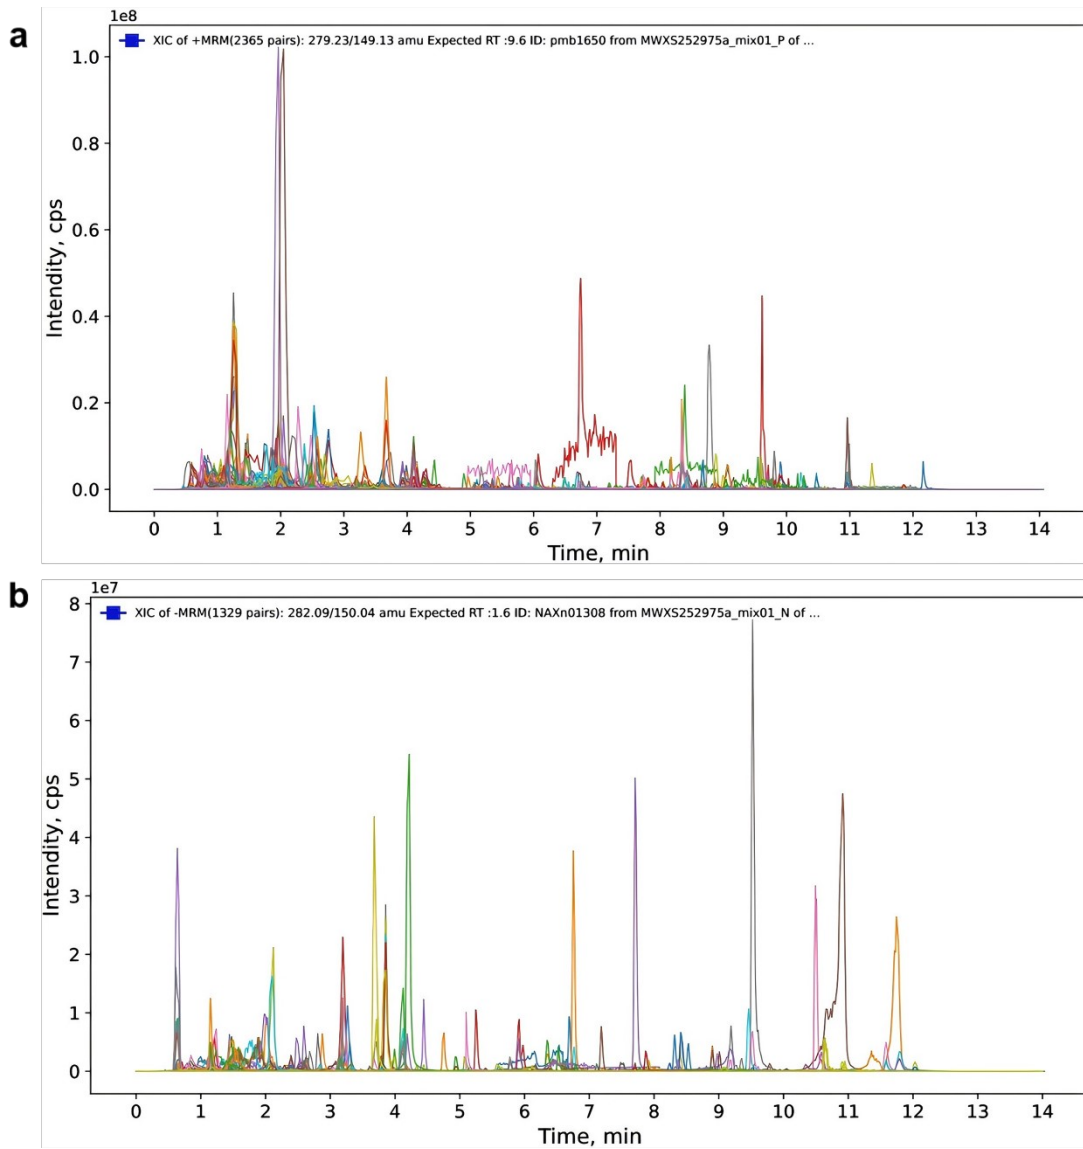 a
1e8
XIC of +MRM(2365 pairs): 279.23/149.13 amu Expected RT :9.6 ID: pmb1650 from MWXS252975a_mix01_P of ...
1.0
0.8
0.6
0.4
0.2
0.0
Intendity, cps
0 1 2 3 4 5 6 7 8 9 10 11 12 13 14
Time, min
b
1e7
XIC of -MRM(1329 pairs): 282.09/150.04 amu Expected RT :1.6 ID: NAXn01308 from MWXS252975a_mix01_N of ...
8
7
6
5
4
3
2
1
0
Intendity, cps
0 1 2 3 4 5 6 7 8 9 10 11 12 13 14
Time, min